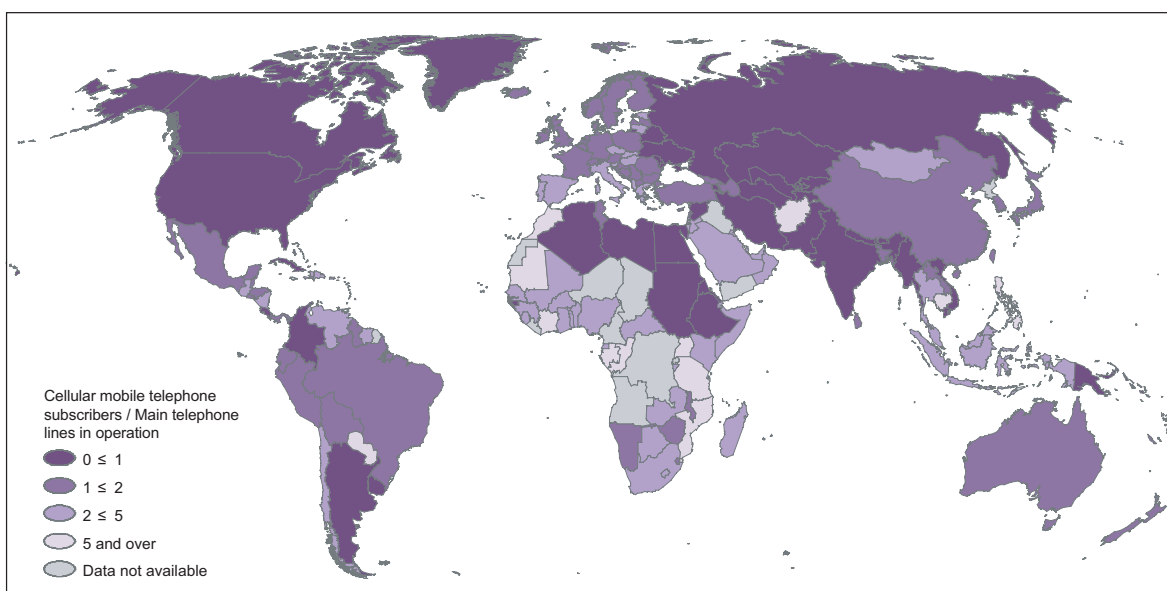 Cellular mobile telephone
subscribers / Main telephone
lines in operation
0 ≤ 1
1 ≤ 2
2 ≤ 5
5 and over
Data not available